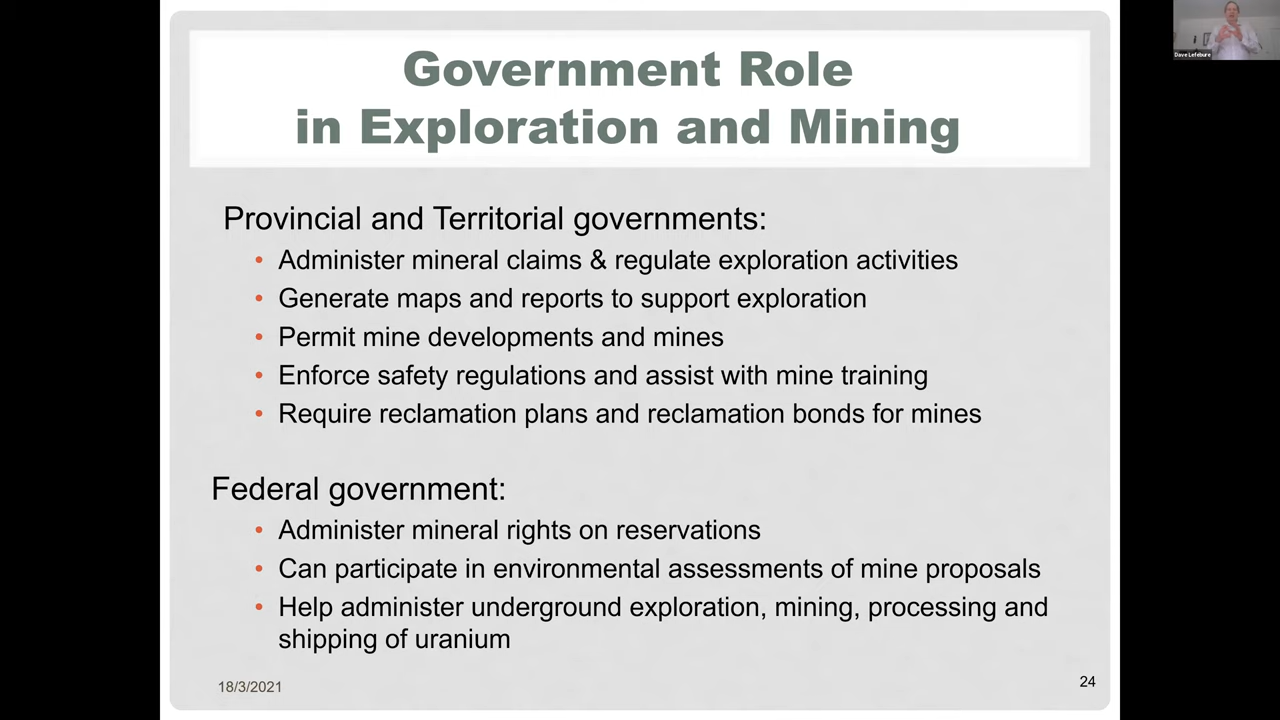 Government Role
in Exploration and Mining
Provincial and Territorial governments:
• Administer mineral claims & regulate exploration activities
• Generate maps and reports to support exploration
• Permit mine developments and mines
• Enforce safety regulations and assist with mine training
• Require reclamation plans and reclamation bonds for mines
Federal government:
• Administer mineral rights on reservations
• Can participate in environmental assessments of mine proposals
• Help administer underground exploration, mining, processing and
shipping of uranium
18/3/2021
24
Dave Lefebure